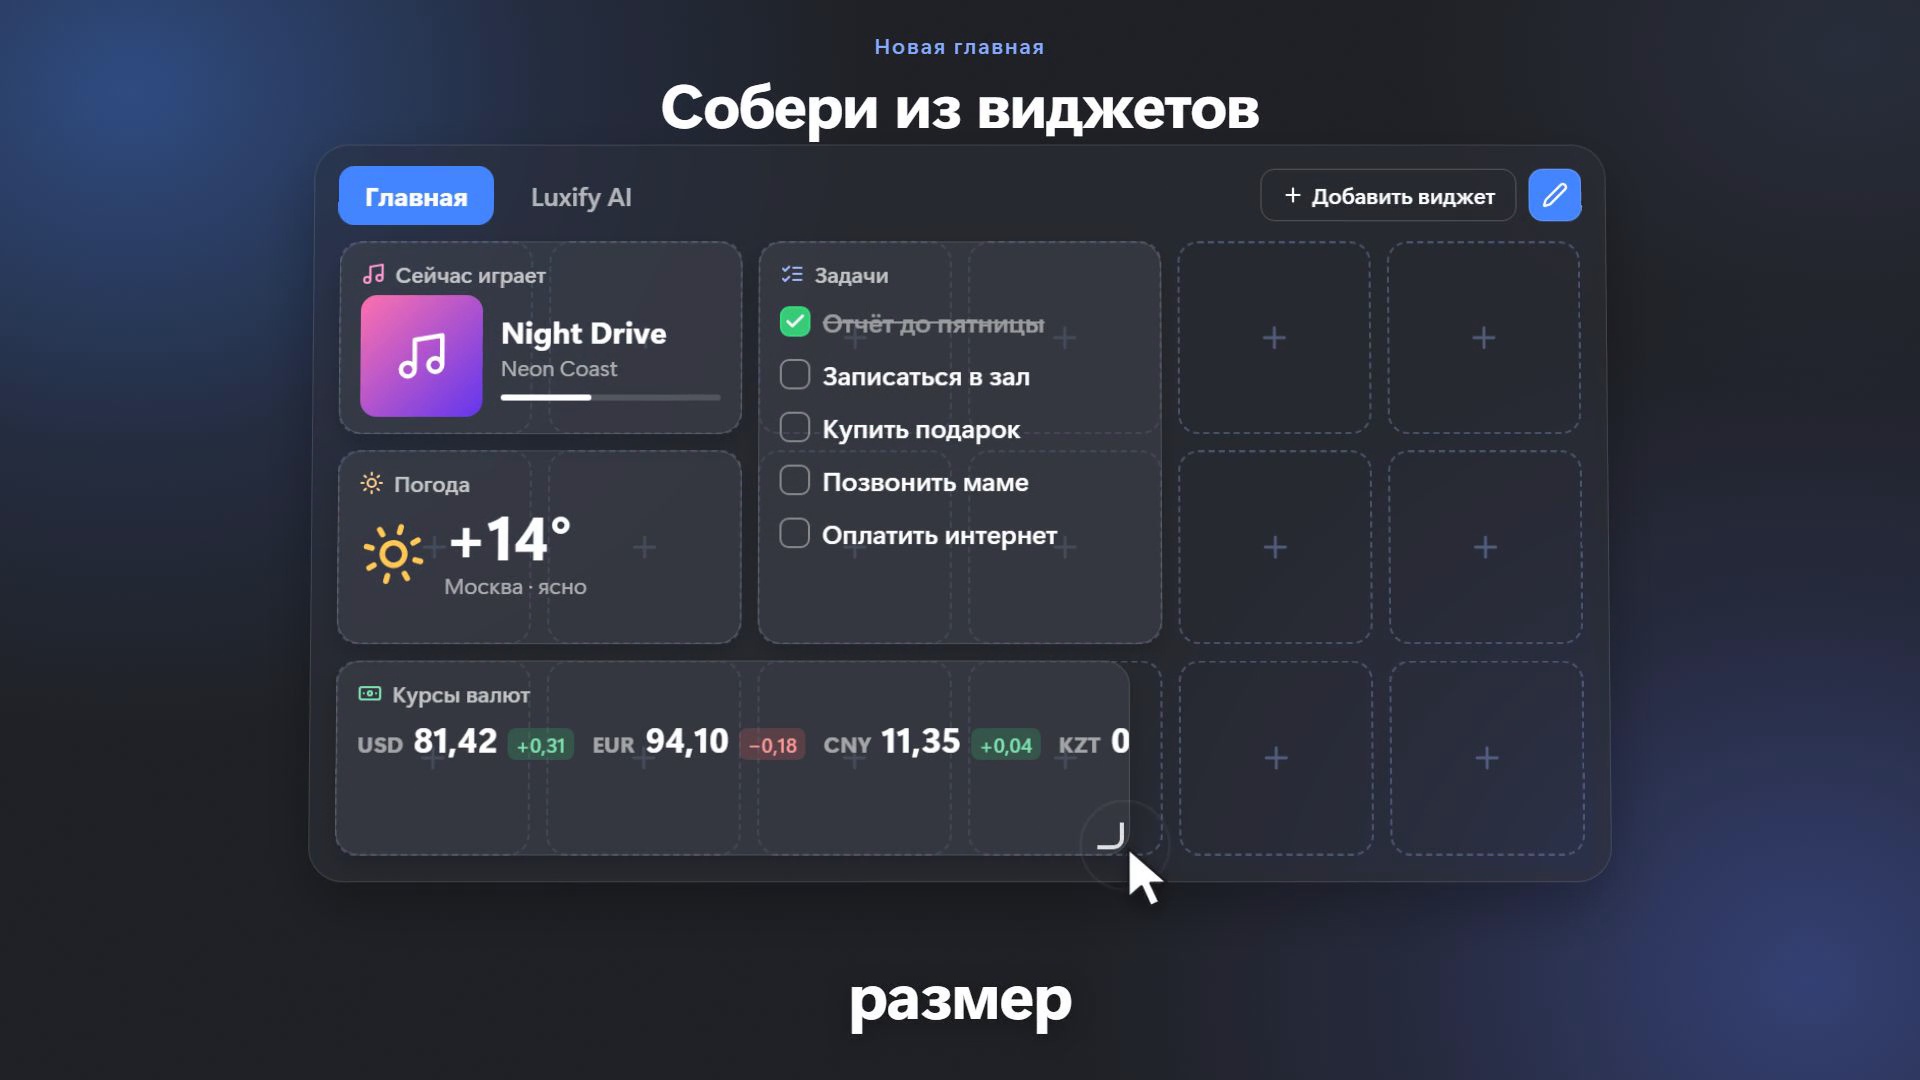 Новая главная
Собери из виджетов
Главная
Luxify AI
+ Добавить виджет
Сейчас играет
Night Drive
Neon Coast
Задачи
Отчёт до пятницы
Записаться в зал
Купить подарок
Позвонить маме
Оплатить интернет
Погода
+14°
Москва · ясно
Курсы валют
USD 81,42 +0,31 EUR 94,10 −0,18 CNY 11,35 +0,04 KZT 0
размер